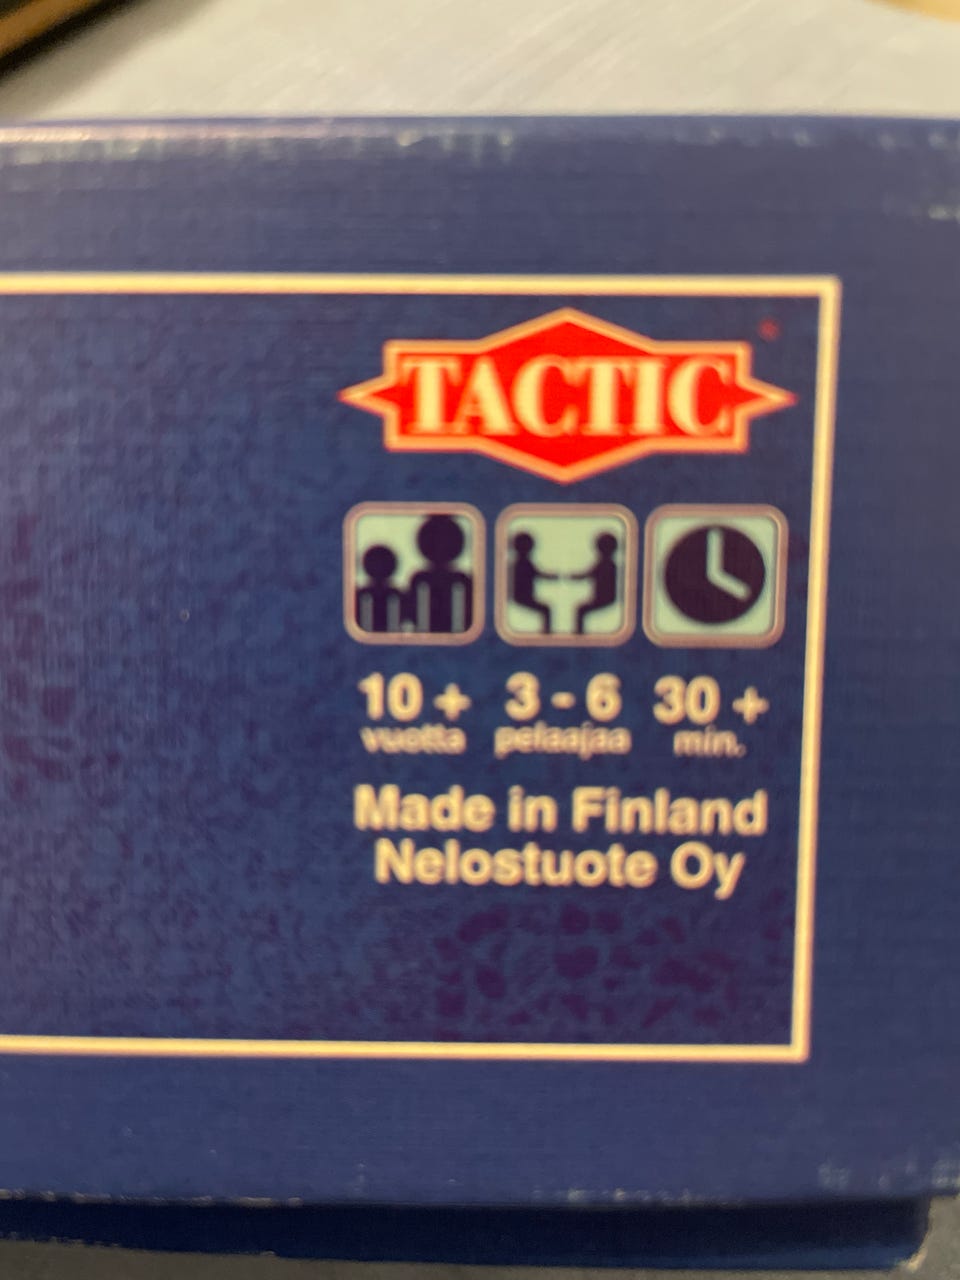 TACTIC
10 + 3 - 6 30 +
vuotta pelaajaa min.
Made in Finland
Nelostuote Oy